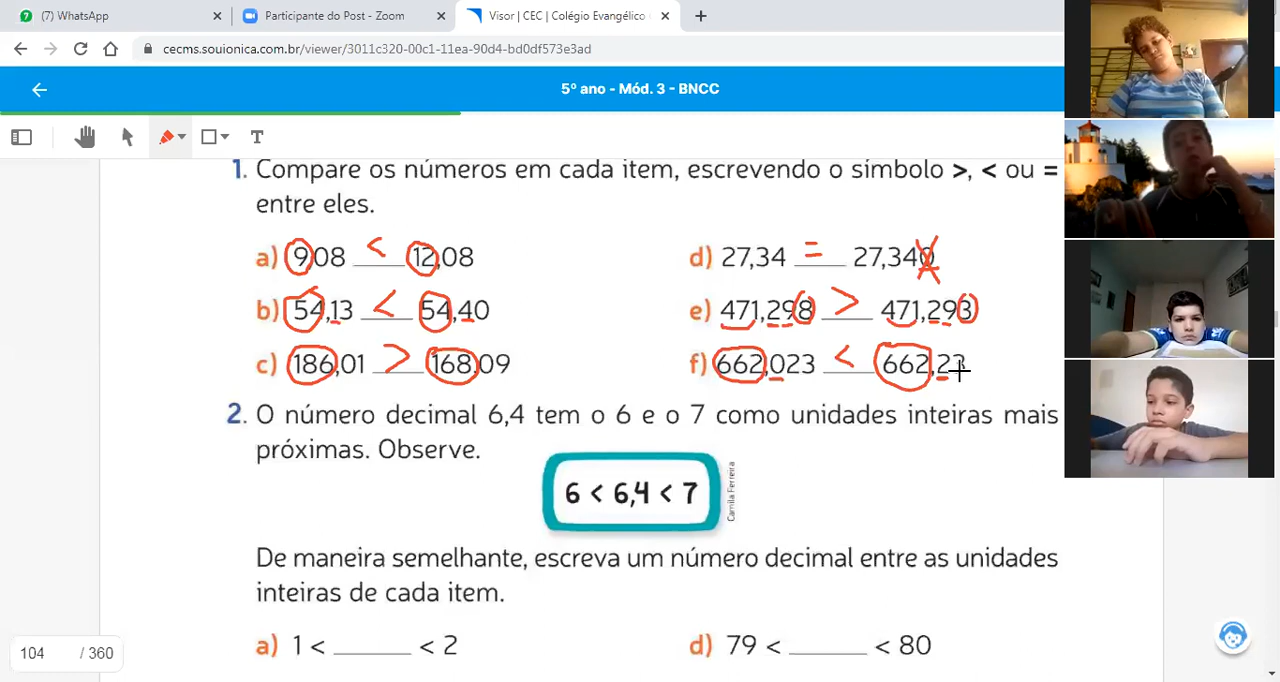 (7) WhatsApp
Participante do Post - Zoom
Visor | CEC | Colégio Evangélico
cecms.souionica.com.br/viewer/3011c320-00c1-11ea-90d4-bd0df573e3ad
5º ano - Mód. 3 - BNCC
T
1. Compare os números em cada item, escrevendo o símbolo >, < ou =
entre eles.
a) 9,08 < 12,08
d) 27,34 = 27,340
b) 54,13 < 54,40
e) 471,298 > 471,293
c) 186,01 > 168,09
f) 662,023 < 662,23
2. O número decimal 6,4 tem o 6 e o 7 como unidades inteiras mais
próximas. Observe.
6 < 6,4 < 7
Camila Ferreira
De maneira semelhante, escreva um número decimal entre as unidades
inteiras de cada item.
a) 1 < ____ < 2
d) 79 < ____ < 80
104 / 360